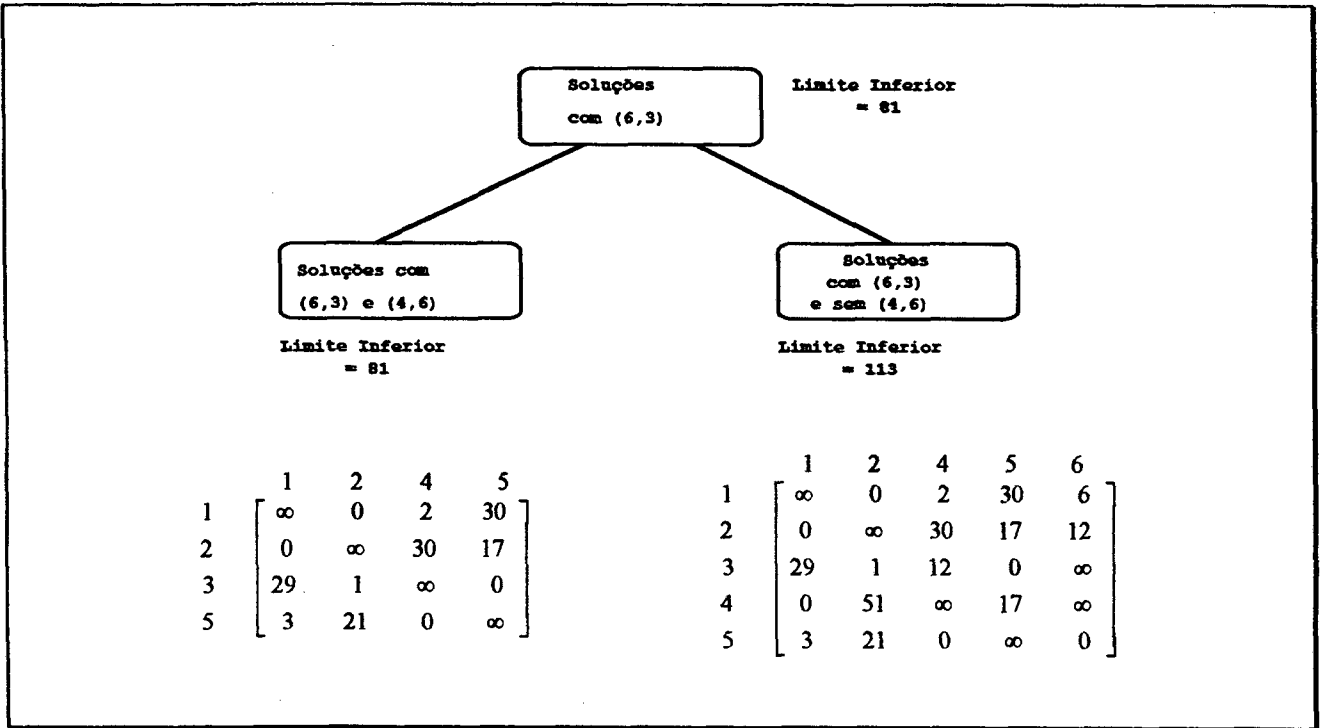 Soluções
com (6,3)
Limite Inferior
= 81
Soluções com
(6,3) e (4,6)
Limite Inferior
= 81
Soluções
com (6,3)
e sem (4,6)
Limite Inferior
= 113
1 2 4 5
1 ∞ 0 2 30
2 0 ∞ 30 17
3 29 1 ∞ 0
5 3 21 0 ∞
1 2 4 5 6
1 ∞ 0 2 30 6
2 0 ∞ 30 17 12
3 29 1 12 0 ∞
4 0 51 ∞ 17 ∞
5 3 21 0 ∞ 0